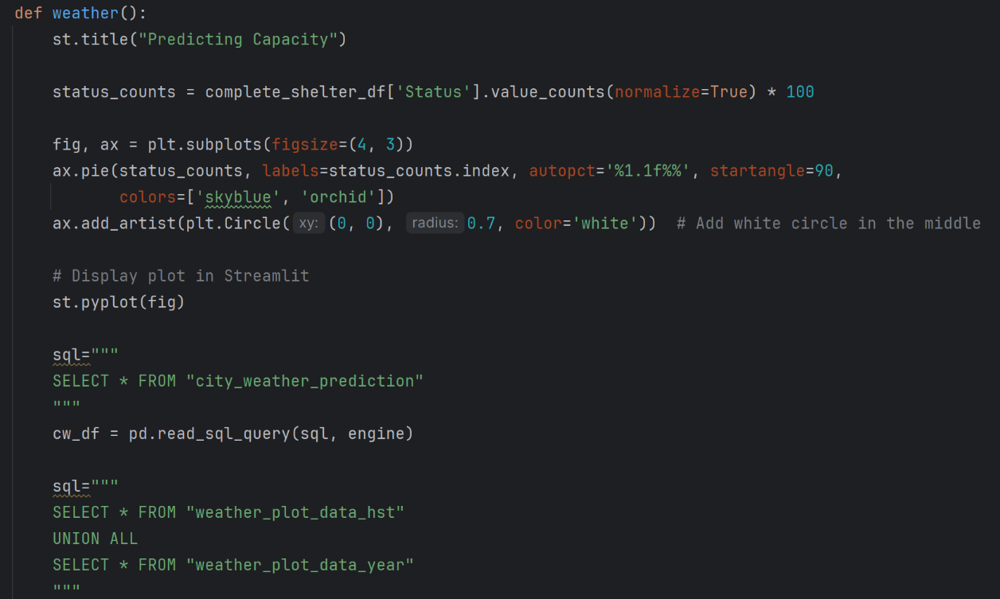 def weather():
    st.title("Predicting Capacity")
    status_counts = complete_shelter_df['Status'].value_counts(normalize=True) * 100
    fig, ax = plt.subplots(figsize=(4, 3))
    ax.pie(status_counts, labels=status_counts.index, autopct='%1.1f%%', startangle=90,
           colors=['skyblue', 'orchid'])
    ax.add_artist(plt.Circle( xy: (0, 0),  radius: 0.7, color='white'))  # Add white circle in the middle
    # Display plot in Streamlit
    st.pyplot(fig)
    sql="""
    SELECT * FROM "city_weather_prediction"
    """
    cw_df = pd.read_sql_query(sql, engine)
    sql="""
    SELECT * FROM "weather_plot_data_hst"
    UNION ALL
    SELECT * FROM "weather_plot_data_year"
    """